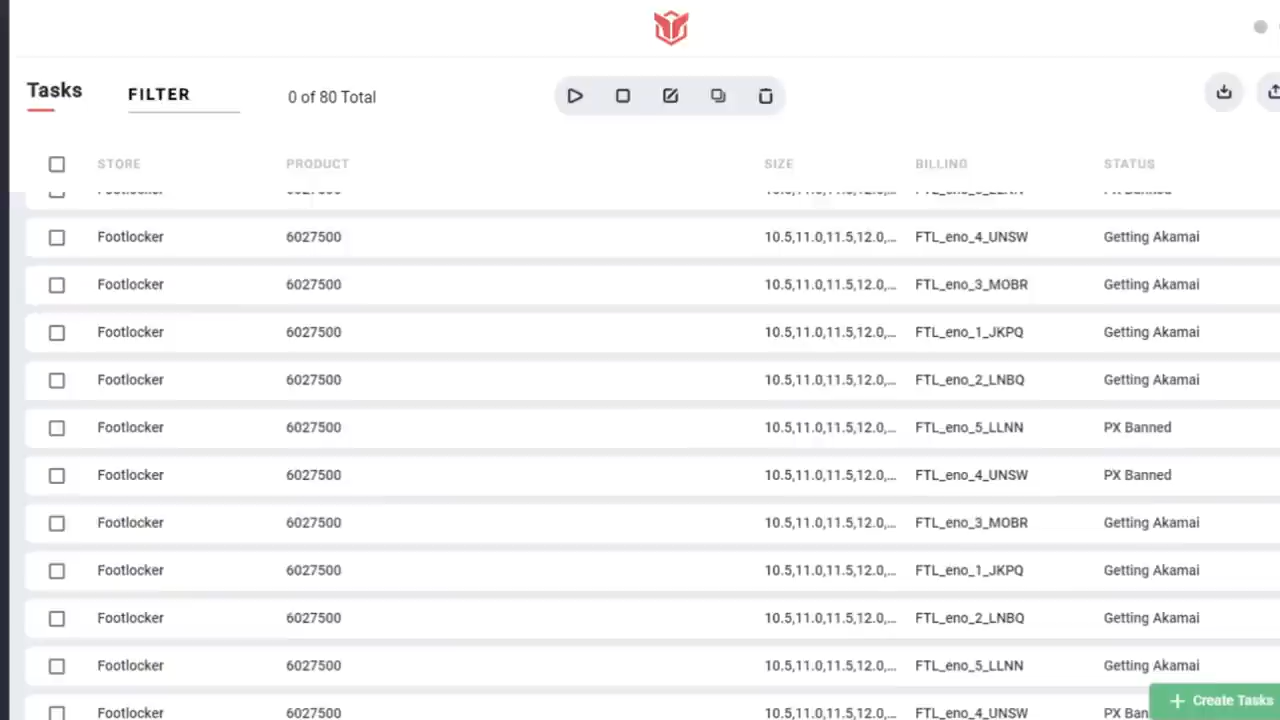 Tasks FILTER 0 of 80 Total
STORE PRODUCT SIZE BILLING STATUS
Footlocker 6027500 10.5,11.0,11.5,12.0,... FTL_eno_4_UNSW Getting Akamai
Footlocker 6027500 10.5,11.0,11.5,12.0,... FTL_eno_3_MOBR Getting Akamai
Footlocker 6027500 10.5,11.0,11.5,12.0,... FTL_eno_1_JKPQ Getting Akamai
Footlocker 6027500 10.5,11.0,11.5,12.0,... FTL_eno_2_LNBQ Getting Akamai
Footlocker 6027500 10.5,11.0,11.5,12.0,... FTL_eno_5_LLNN PX Banned
Footlocker 6027500 10.5,11.0,11.5,12.0,... FTL_eno_4_UNSW PX Banned
Footlocker 6027500 10.5,11.0,11.5,12.0,... FTL_eno_3_MOBR Getting Akamai
Footlocker 6027500 10.5,11.0,11.5,12.0,... FTL_eno_1_JKPQ Getting Akamai
Footlocker 6027500 10.5,11.0,11.5,12.0,... FTL_eno_2_LNBQ Getting Akamai
Footlocker 6027500 10.5,11.0,11.5,12.0,... FTL_eno_5_LLNN Getting Akamai
Footlocker 6027500 10.5,11.0,11.5,12.0,... FTL_eno_4_UNSW PX Ban
Create Tasks